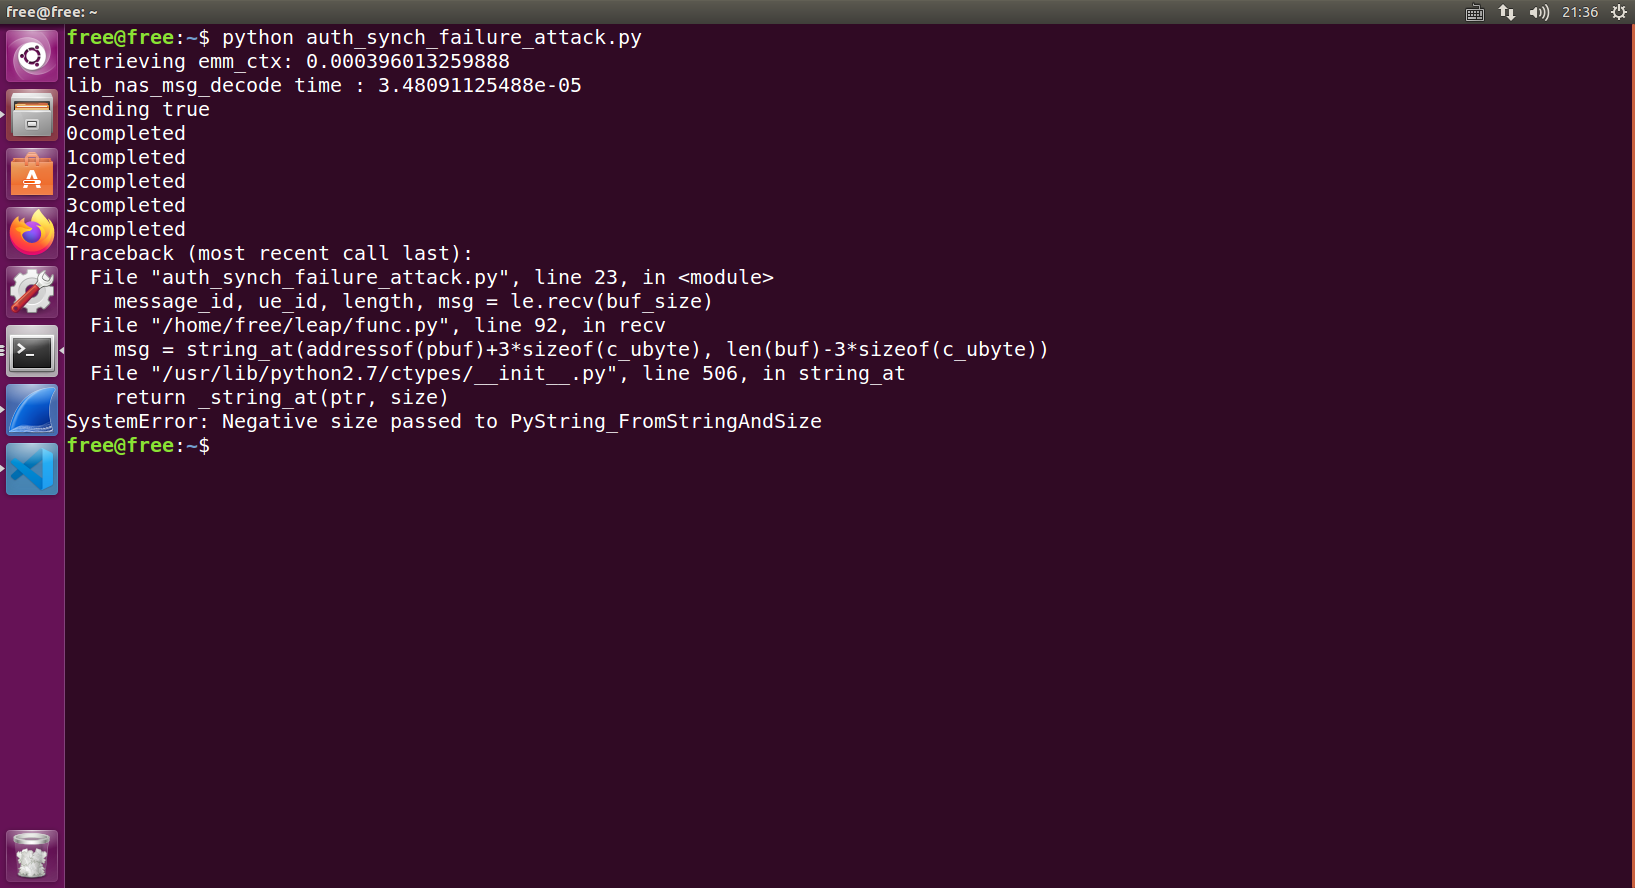 free@free: ~
21:36
free@free:~$ python auth_synch_failure_attack.py
retrieving emm_ctx: 0.000396013259888
lib_nas_msg_decode time : 3.48091125488e-05
sending true
0completed
1completed
2completed
3completed
4completed
Traceback (most recent call last):
  File "auth_synch_failure_attack.py", line 23, in <module>
    message_id, ue_id, length, msg = le.recv(buf_size)
  File "/home/free/leap/func.py", line 92, in recv
    msg = string_at(addressof(pbuf)+3*sizeof(c_ubyte), len(buf)-3*sizeof(c_ubyte))
  File "/usr/lib/python2.7/ctypes/__init__.py", line 506, in string_at
    return _string_at(ptr, size)
SystemError: Negative size passed to PyString_FromStringAndSize
free@free:~$